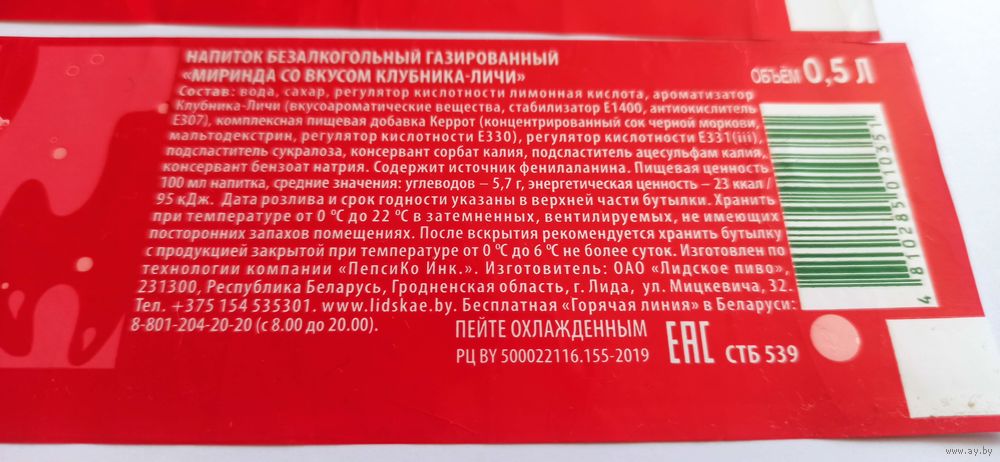 НАПИТОК БЕЗАЛКОГОЛЬНЫЙ ГАЗИРОВАННЫЙ
«МИРИНДА СО ВКУСОМ КЛУБНИКА-ЛИЧИ»
ОБЪЁМ 0,5 Л
Состав: вода, сахар, регулятор кислотности лимонная кислота, ароматизатор
Клубника-Личи (вкусоароматические вещества, стабилизатор Е1400, антиокислитель
Е307), комплексная пищевая добавка Керрот (концентрированный сок черной моркови,
мальтодекстрин, регулятор кислотности Е330), регулятор кислотности Е331(iii),
подсластитель сукралоза, консервант сорбат калия, подсластитель ацесульфам калия,
консервант бензоат натрия. Содержит источник фенилаланина. Пищевая ценность
100 мл напитка, средние значения: углеводов – 5,7 г, энергетическая ценность – 23 ккал /
95 кДж. Дата розлива и срок годности указаны в верхней части бутылки. Хранить
при температуре от 0 °С до 22 °С в затемненных, вентилируемых, не имеющих
посторонних запахов помещениях. После вскрытия рекомендуется хранить бутылку
с продукцией закрытой при температуре от 0 °С до 6 °С не более суток. Изготовлен по
технологии компании «ПепсиКо Инк.». Изготовитель: ОАО «Лидское пиво»,
231300, Республика Беларусь, Гродненская область, г. Лида, ул. Мицкевича, 32.
Тел. +375 154 535301. www.lidskae.by. Бесплатная «Горячая линия» в Беларуси:
8-801-204-20-20 (с 8.00 до 20.00).
ПЕЙТЕ ОХЛАЖДЕННЫМ
РЦ BY 500022116.155-2019
ЕАС СТБ 539
4 810285 010351
www.ay.by